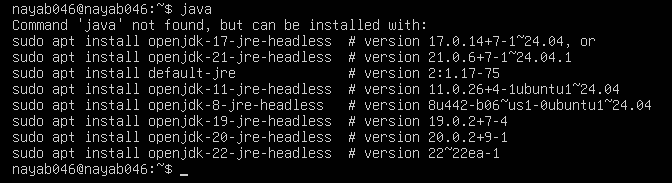 nayab046@nayab046:~$ java
Command 'java' not found, but can be installed with:
sudo apt install openjdk-17-jre-headless  # version 17.0.14+7-1~24.04, or
sudo apt install openjdk-21-jre-headless  # version 21.0.6+7-1~24.04.1
sudo apt install default-jre              # version 2:1.17-75
sudo apt install openjdk-11-jre-headless  # version 11.0.26+4-1ubuntu1~24.04
sudo apt install openjdk-8-jre-headless   # version 8u442-b06~us1-0ubuntu1~24.04
sudo apt install openjdk-19-jre-headless  # version 19.0.2+7-4
sudo apt install openjdk-20-jre-headless  # version 20.0.2+9-1
sudo apt install openjdk-22-jre-headless  # version 22~22ea-1
nayab046@nayab046:~$ _